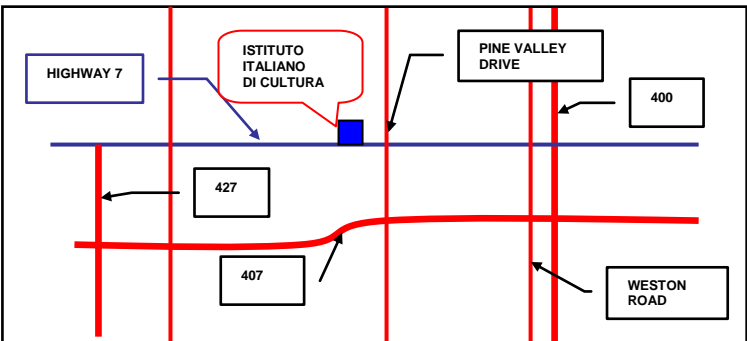 HIGHWAY 7
ISTITUTO
ITALIANO
DI CULTURA
PINE VALLEY
DRIVE
400
427
407
WESTON
ROAD